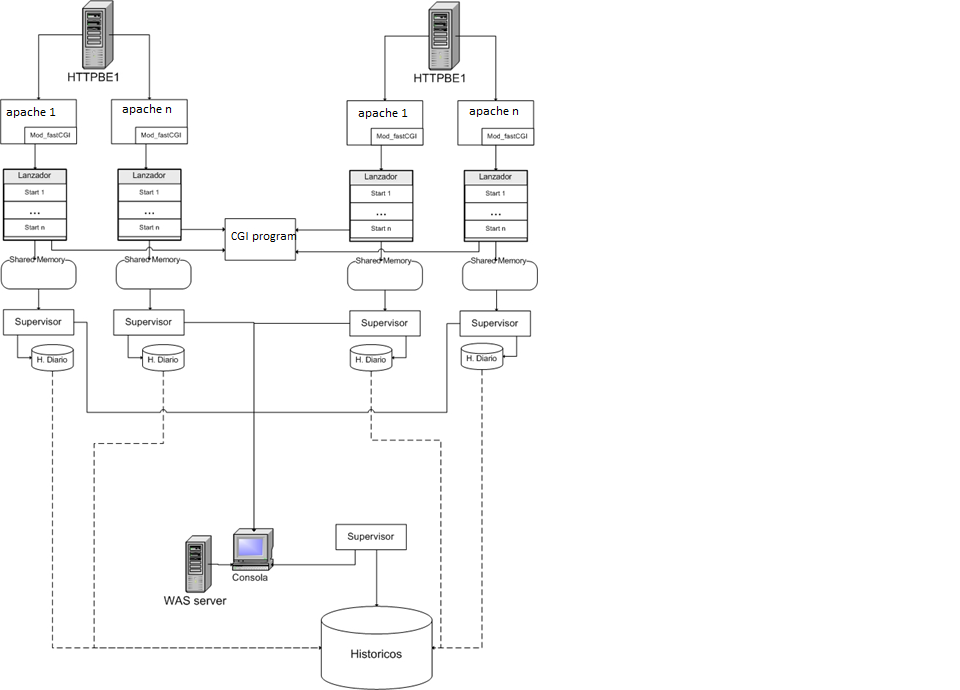 HTTPBE1 HTTPBE1
apache 1 apache n apache 1 apache n
Mod_fastCGI Mod_fastCGI Mod_fastCGI Mod_fastCGI
Lanzador Lanzador Lanzador Lanzador
Start 1 Start 1 Start 1 Start 1
... ... ... ...
Start n Start n Start n Start n
CGI program
Shared Memory Shared Memory Shared Memory Shared Memory
Supervisor Supervisor Supervisor Supervisor
H. Diario H. Diario H. Diario H. Diario
Supervisor
Consola
WAS server
Historicos